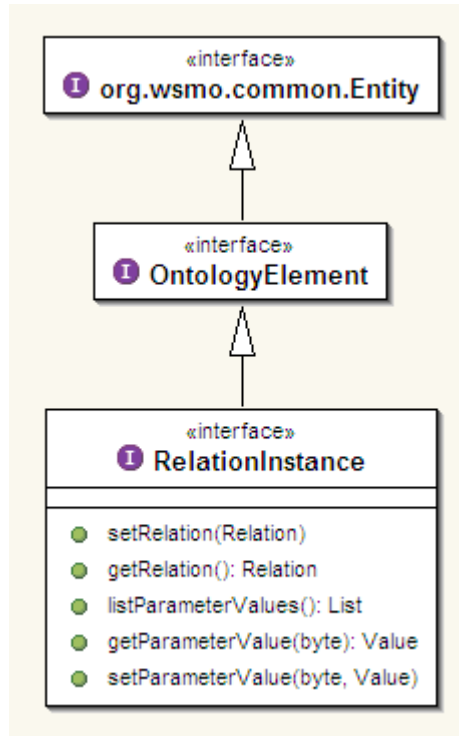 «interface»
I org.wsmo.common.Entity
«interface»
I OntologyElement
«interface»
I RelationInstance
setRelation(Relation)
getRelation(): Relation
listParameterValues(): List
getParameterValue(byte): Value
setParameterValue(byte, Value)